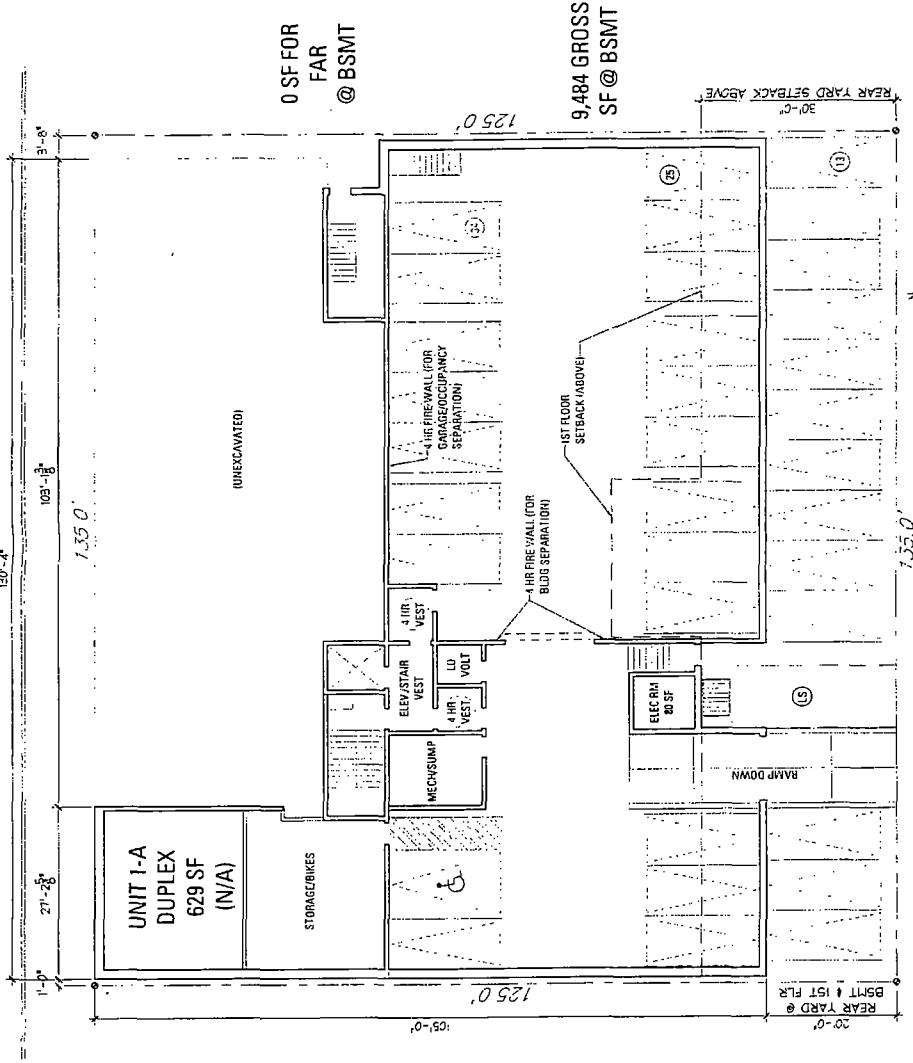 0 SF FOR
FAR
@ BSMT
9,484 GROSS
SF @ BSMT
130'-4"
3'-8"
103'-1⅜"
27'-2⅝"
1'-0"
135.0'
125.0'
(UNEXCAVATED)
REAR YARD SETBACK ABOVE
30'-0"
13
25
4 HR FIRE WALL (FOR
GARAGE/OCCUPANCY
SEPARATION)
1ST FLOOR
SETBACK (ABOVE)
4 HR FIRE WALL (FOR
BLDG SEPARATION)
4 HR
VEST
ELEV/STAIR
VEST
LO
VOLT
4 HR
VEST
MECH/SUMP
ELEC RM
80 SF
LS
RAMP DOWN
UNIT 1-A
DUPLEX
629 SF
(N/A)
STORAGE/BIKES
125.0'
135.0'
105'-0"
20'-0"
REAR YARD @
BSMT & 1ST FLR